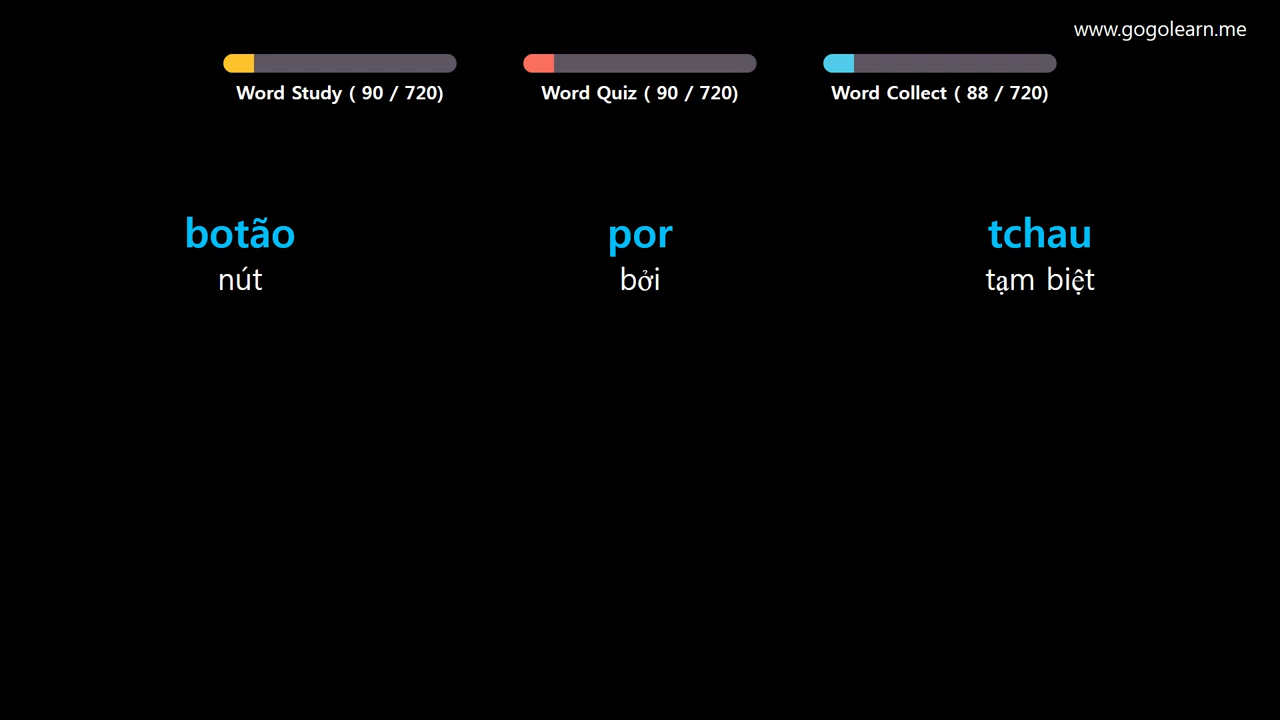 www.gogolearn.me
Word Study ( 90 / 720)
Word Quiz ( 90 / 720)
Word Collect ( 88 / 720)
botão
nút
por
bởi
tchau
tạm biệt